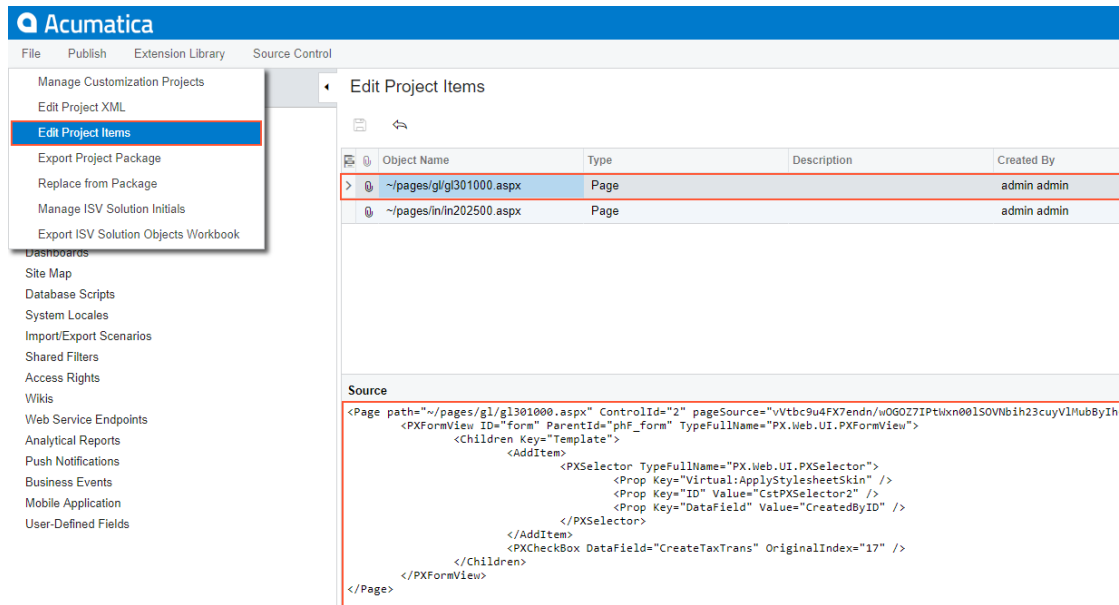 Acumatica
File Publish Extension Library Source Control
Manage Customization Projects
Edit Project XML
Edit Project Items
Export Project Package
Replace from Package
Manage ISV Solution Initials
Export ISV Solution Objects Workbook
Dashboards
Site Map
Database Scripts
System Locales
Import/Export Scenarios
Shared Filters
Access Rights
Wikis
Web Service Endpoints
Analytical Reports
Push Notifications
Business Events
Mobile Application
User-Defined Fields
Edit Project Items
Object Name Type Description Created By
~/pages/gl/gl301000.aspx Page admin admin
~/pages/in/in202500.aspx Page admin admin
Source
<Page path="~/pages/gl/gl301000.aspx" ControlId="2" pageSource="vVtbc9u4FX7endn/wOGOZ7IPtWxn00lSOVNbih23cuyVlMubByIh
<PXFormView ID="form" ParentId="phF_form" TypeFullName="PX.Web.UI.PXFormView">
<Children Key="Template">
<AddItem>
<PXSelector TypeFullName="PX.Web.UI.PXSelector">
<Prop Key="Virtual:ApplyStylesheetSkin" />
<Prop Key="ID" Value="CstPXSelector2" />
<Prop Key="DataField" Value="CreatedByID" />
</PXSelector>
</AddItem>
<PXCheckBox DataField="CreateTaxTrans" OriginalIndex="17" />
</Children>
</PXFormView>
</Page>